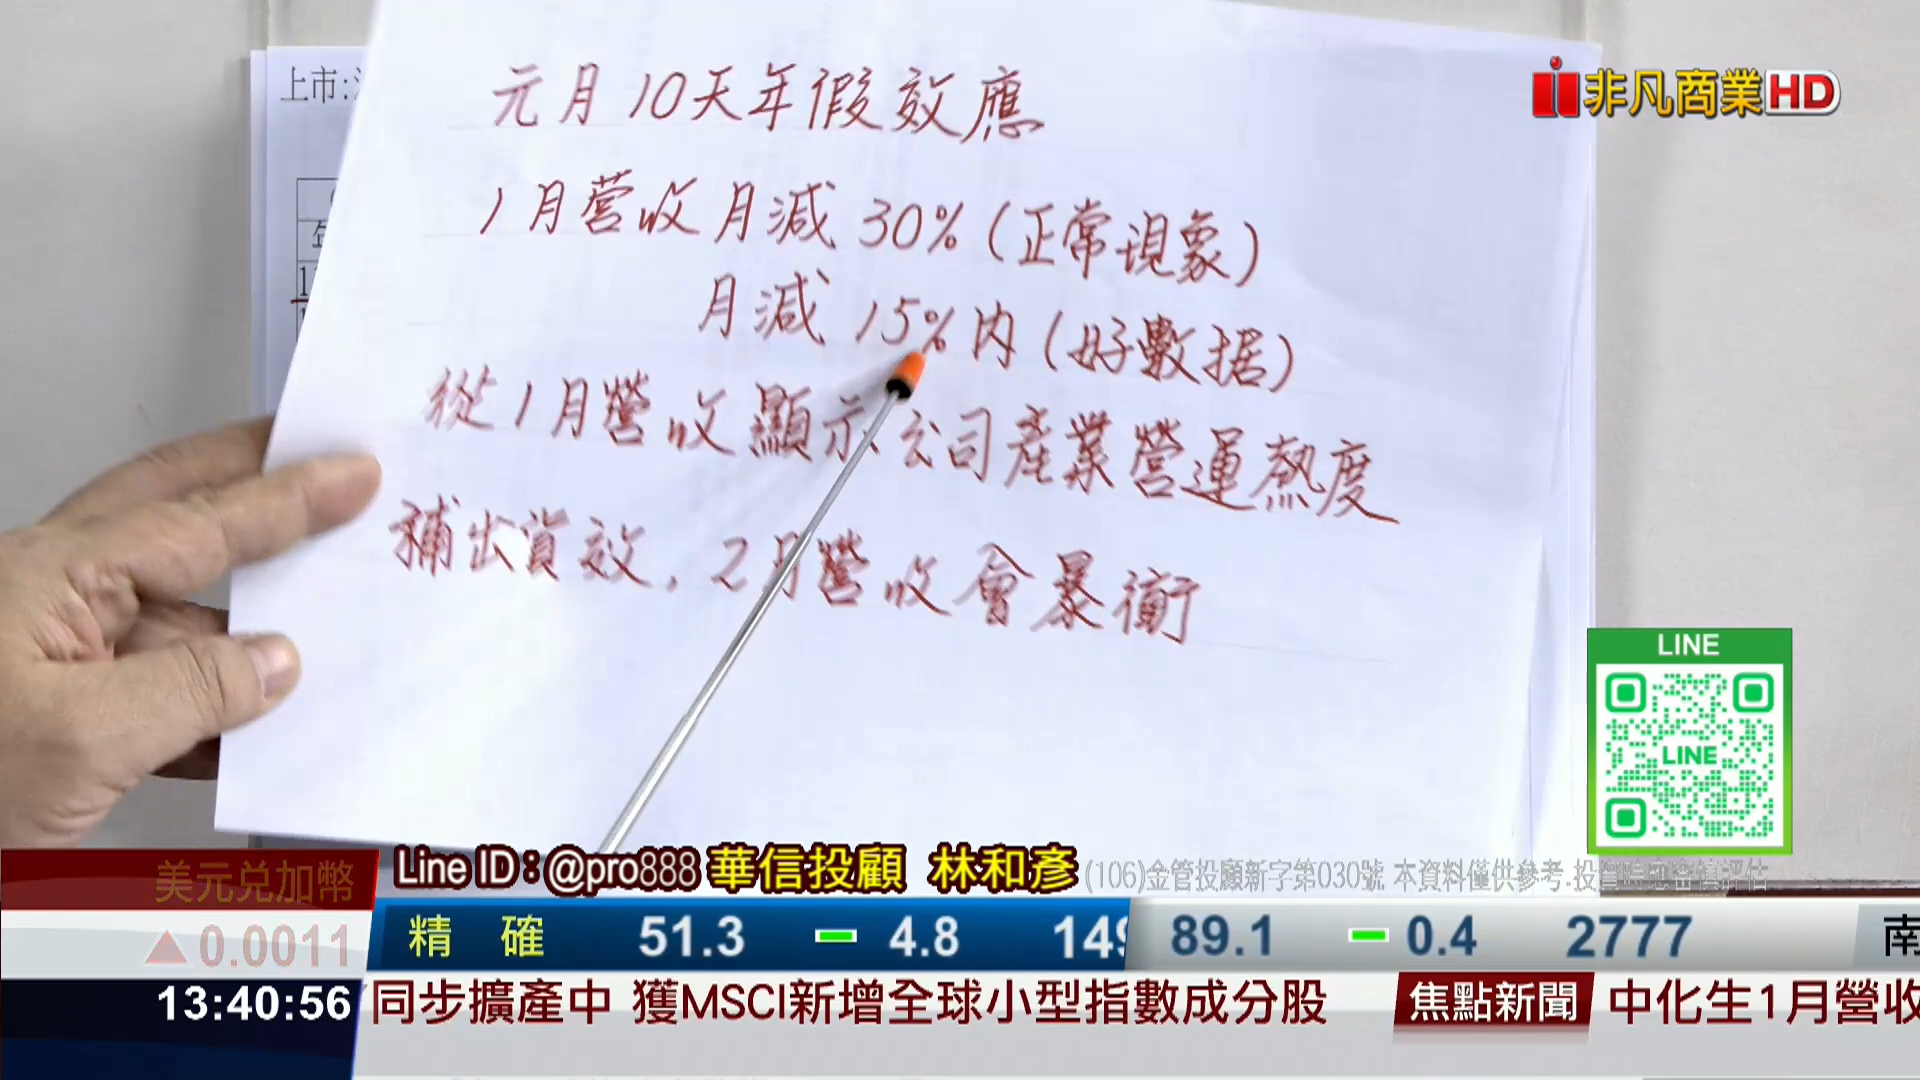 上市:
非凡商業HD
元月10天年假效應
1月营收月減30%(正常現象)
月減15%內(好數据)
從1月營收顯示公司產業營運熱度
補出貨效,2月營收會暴衝
LINE
LINE
Line ID：@pro888 華信投顧 林和彥 (106)金管投顧新字第030號 本資料僅供參考.投
美元兌加幣
▲0.0011
精確 51.3 4.8 149 89.1 0.4 2777 南
13:40:56
同步擴產中 獲MSCI新增全球小型指數成分股 焦點新聞 中化生1月營收